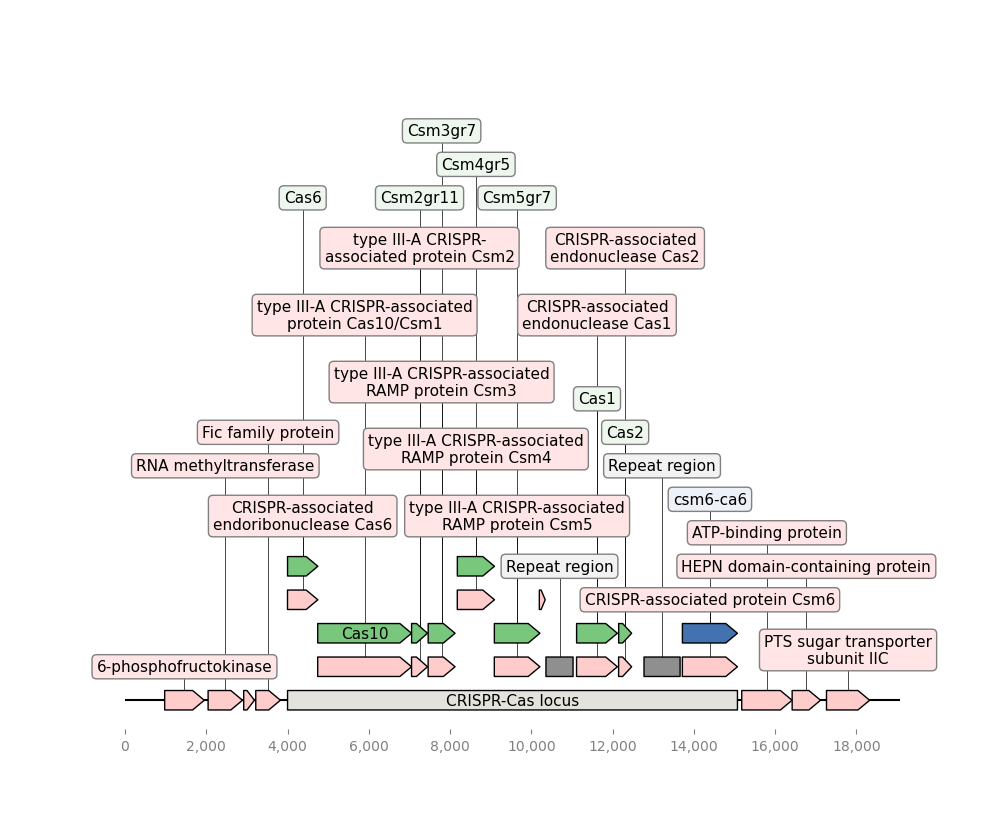 Csm3gr7
Csm4gr5
Cas6
Csm2gr11
Csm5gr7
type III-A CRISPR-
associated protein Csm2
CRISPR-associated
endonuclease Cas2
type III-A CRISPR-associated
protein Cas10/Csm1
CRISPR-associated
endonuclease Cas1
type III-A CRISPR-associated
RAMP protein Csm3
Cas1
Fic family protein
Cas2
type III-A CRISPR-associated
RAMP protein Csm4
RNA methyltransferase
Repeat region
csm6-ca6
CRISPR-associated
endoribonuclease Cas6
type III-A CRISPR-associated
RAMP protein Csm5
ATP-binding protein
Repeat region
HEPN domain-containing protein
CRISPR-associated protein Csm6
Cas10
PTS sugar transporter
subunit IIC
6-phosphofructokinase
CRISPR-Cas locus
0 2,000 4,000 6,000 8,000 10,000 12,000 14,000 16,000 18,000